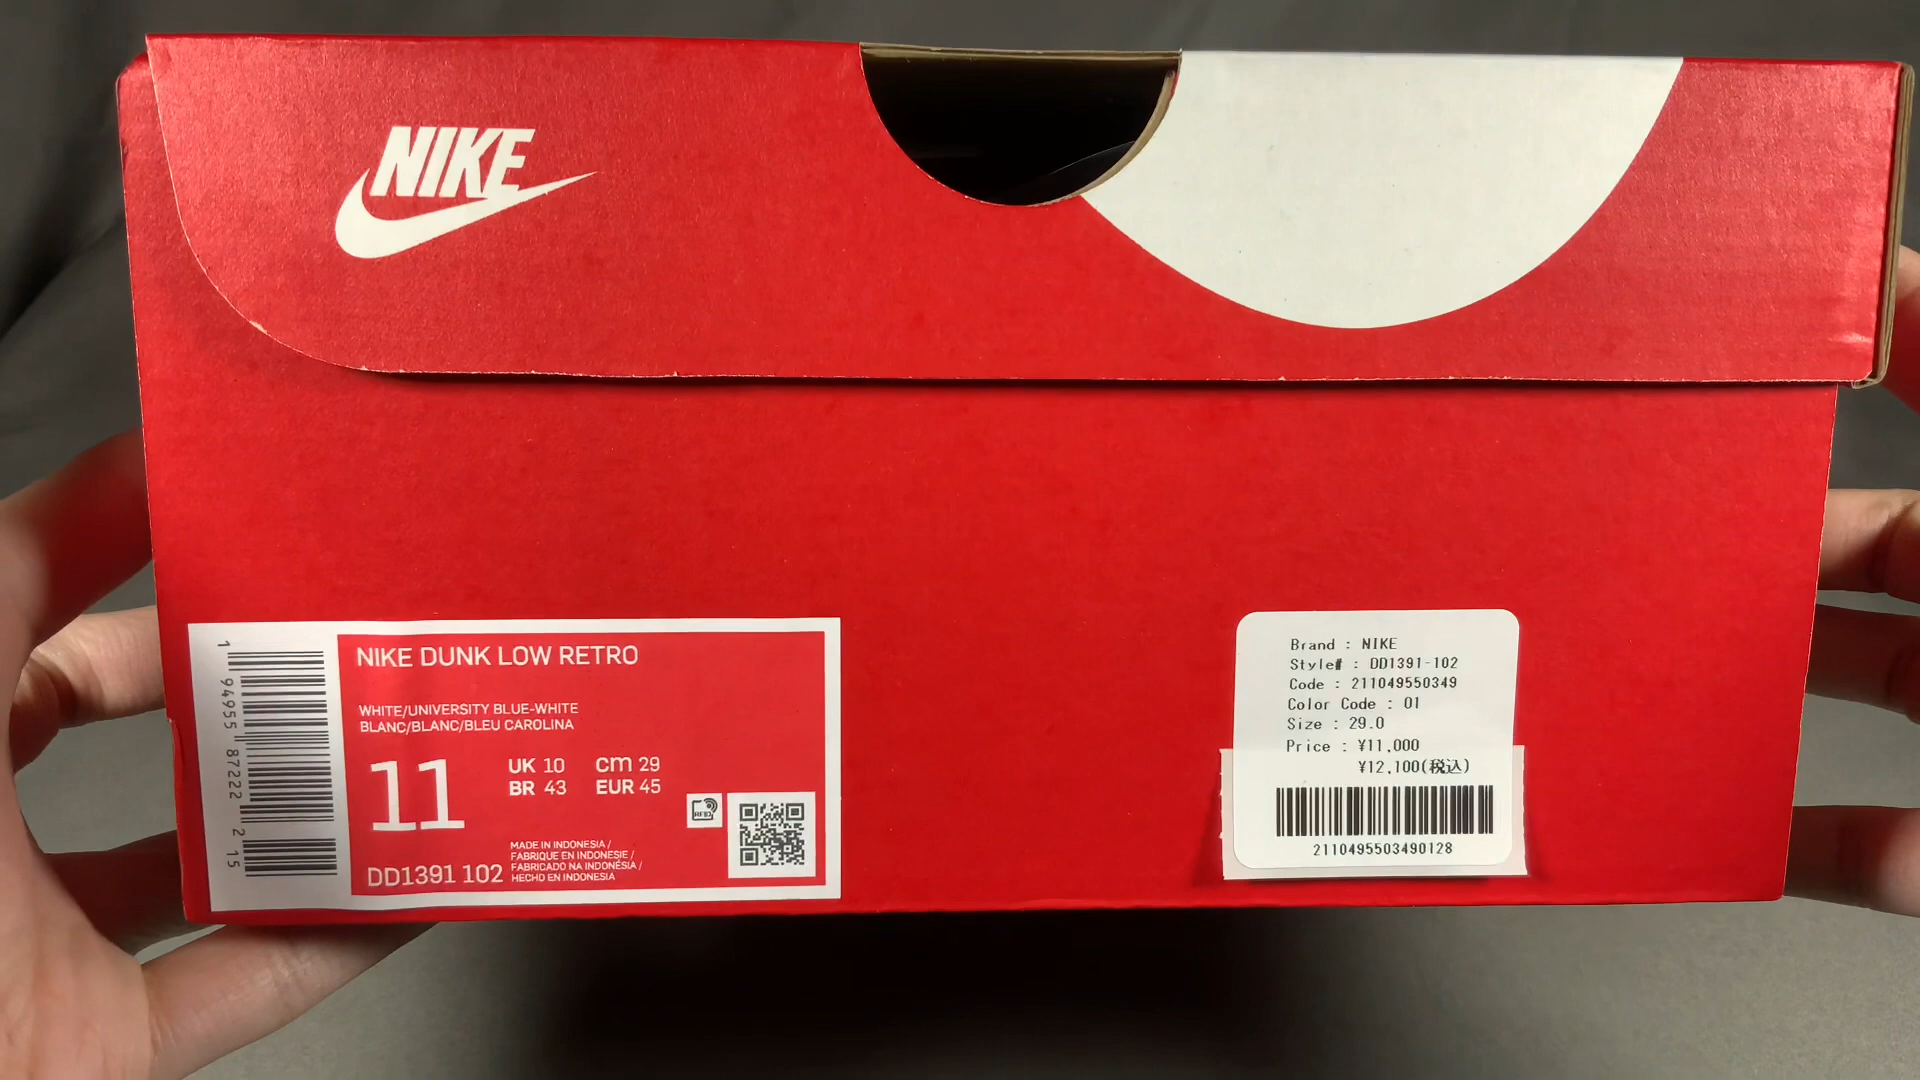 NIKE
NIKE DUNK LOW RETRO
WHITE/UNIVERSITY BLUE-WHITE
BLANC/BLANC/BLEU CAROLINA
11
UK 10 cm 29
BR 43 EUR 45
RFID
DD1391 102
MADE IN INDONESIA /
FABRIQUE EN INDONESIE /
FABRICADO NA INDONÉSIA /
HECHO EN INDONESIA
1 94955 87222 2 15
Brand : NIKE
Style# : DD1391-102
Code : 211049550349
Color Code : 01
Size : 29.0
Price : ¥11,000
¥12,100(税込)
2110495503490128